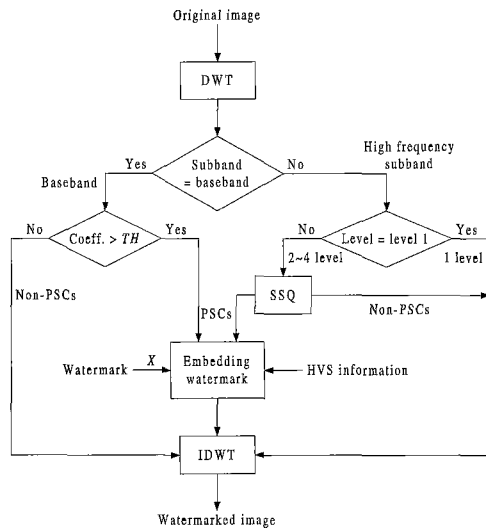 Original image
DWT
High frequency
subband
Yes
Subband
= baseband
No
Baseband
No
Coeff. > TH
Yes
No
Level = level 1
Yes
2~4 level
1 level
SSQ
Non-PSCs
PSCs
Non-PSCs
Watermark
X
Embedding
watermark
HVS information
IDWT
Watermarked image